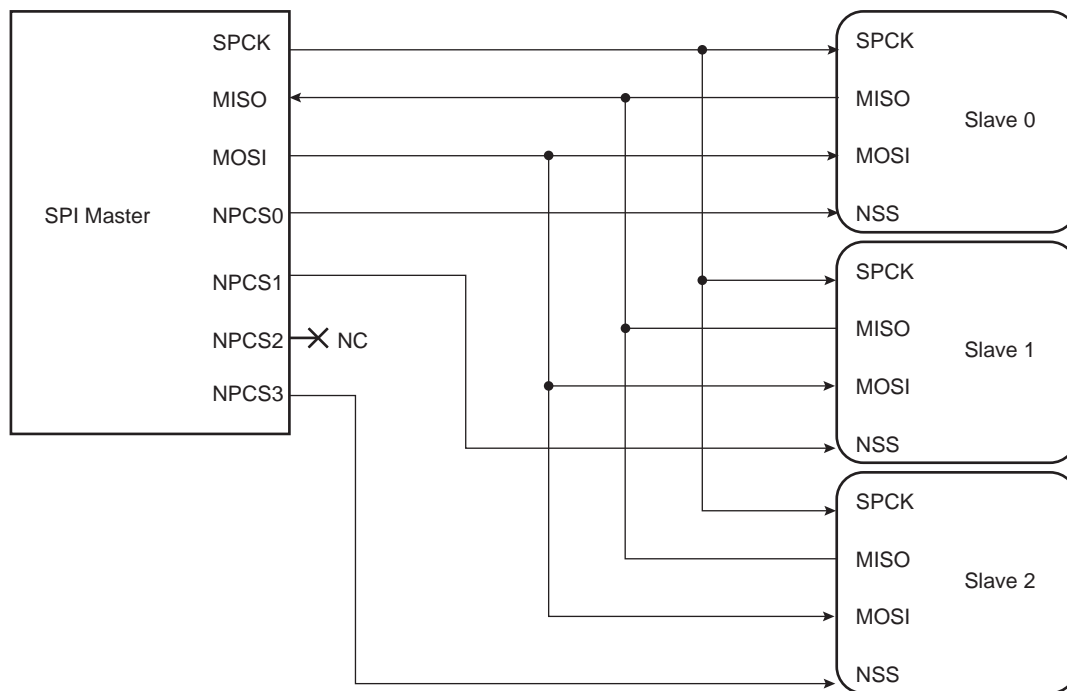 SPI Master
SPCK
MISO
MOSI
NPCS0
NPCS1
NPCS2
NC
NPCS3
SPCK
MISO
Slave 0
MOSI
NSS
SPCK
MISO
Slave 1
MOSI
NSS
SPCK
MISO
Slave 2
MOSI
NSS